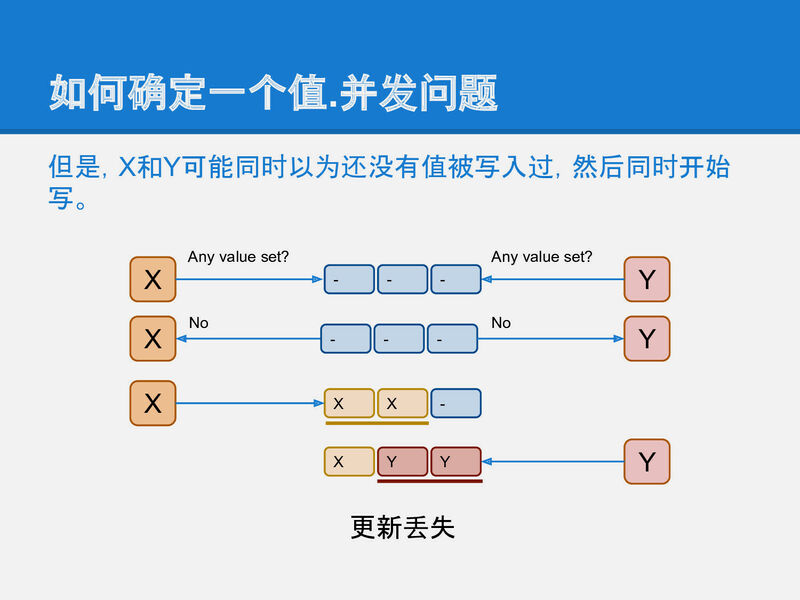 如何确定一个值.并发问题
但是, X和Y可能同时以为还没有值被写入过, 然后同时开始
写。
Any value set? Any value set?
X - - - Y
No No
X - - - Y
X X X -
X Y Y Y
更新丢失